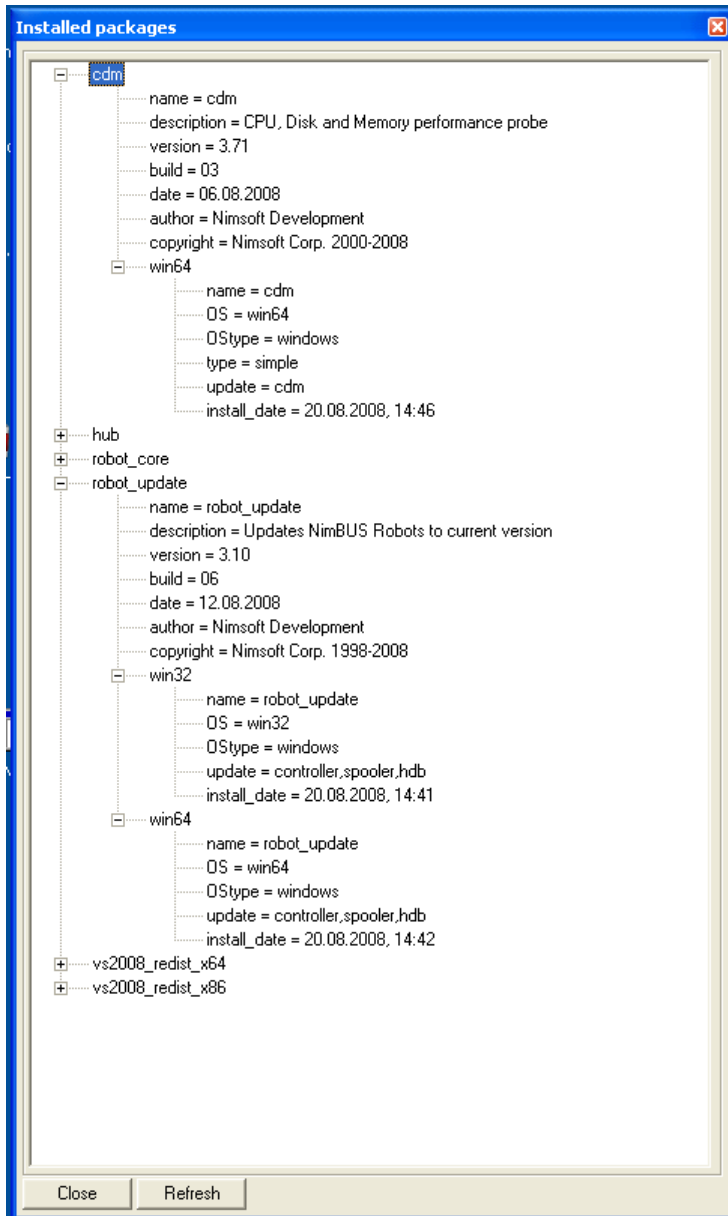 Installed packages
cdm
name = cdm
description = CPU, Disk and Memory performance probe
version = 3.71
build = 03
date = 06.08.2008
author = Nimsoft Development
copyright = Nimsoft Corp. 2000-2008
win64
name = cdm
OS = win64
OStype = windows
type = simple
update = cdm
install_date = 20.08.2008, 14:46
hub
robot_core
robot_update
name = robot_update
description = Updates NimBUS Robots to current version
version = 3.10
build = 06
date = 12.08.2008
author = Nimsoft Development
copyright = Nimsoft Corp. 1998-2008
win32
name = robot_update
OS = win32
OStype = windows
update = controller,spooler,hdb
install_date = 20.08.2008, 14:41
win64
name = robot_update
OS = win64
OStype = windows
update = controller,spooler,hdb
install_date = 20.08.2008, 14:42
vs2008_redist_x64
vs2008_redist_x86
Close Refresh